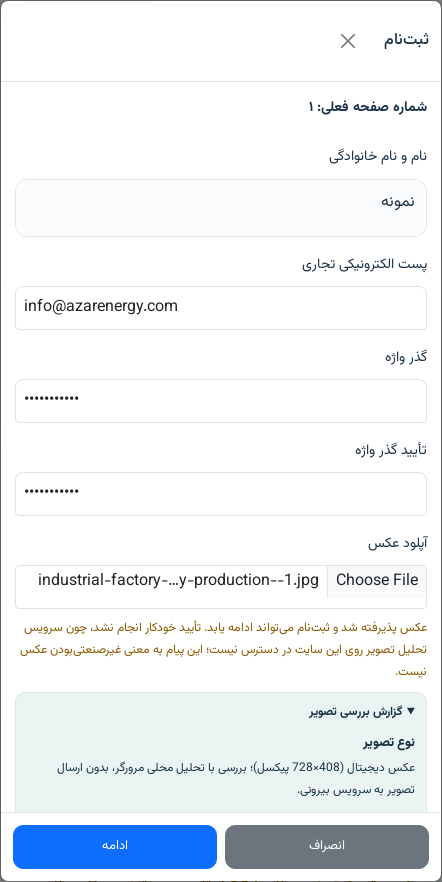 ثبت‌نام
شماره صفحه فعلی: ۱
نام و نام خانوادگی
نمونه
پست الکترونیکی تجاری
info@azarenergy.com
گذر واژه
•••••••••••
تأیید گذر واژه
•••••••••••
آپلود عکس
Choose File industrial-factory-…y-production--1.jpg
عکس پذیرفته شد و ثبت‌نام می‌تواند ادامه یابد. تأیید خودکار انجام نشد، چون سرویس
تحلیل تصویر روی این سایت در دسترس نیست؛ این پیام به معنی غیرصنعتی‌بودن عکس
نیست.
▼ گزارش بررسی تصویر
نوع تصویر
عکس دیجیتال (408×728 پیکسل)؛ بررسی با تحلیل محلی مرورگر، بدون ارسال
تصویر به سرویس بیرونی.
انصراف
ادامه